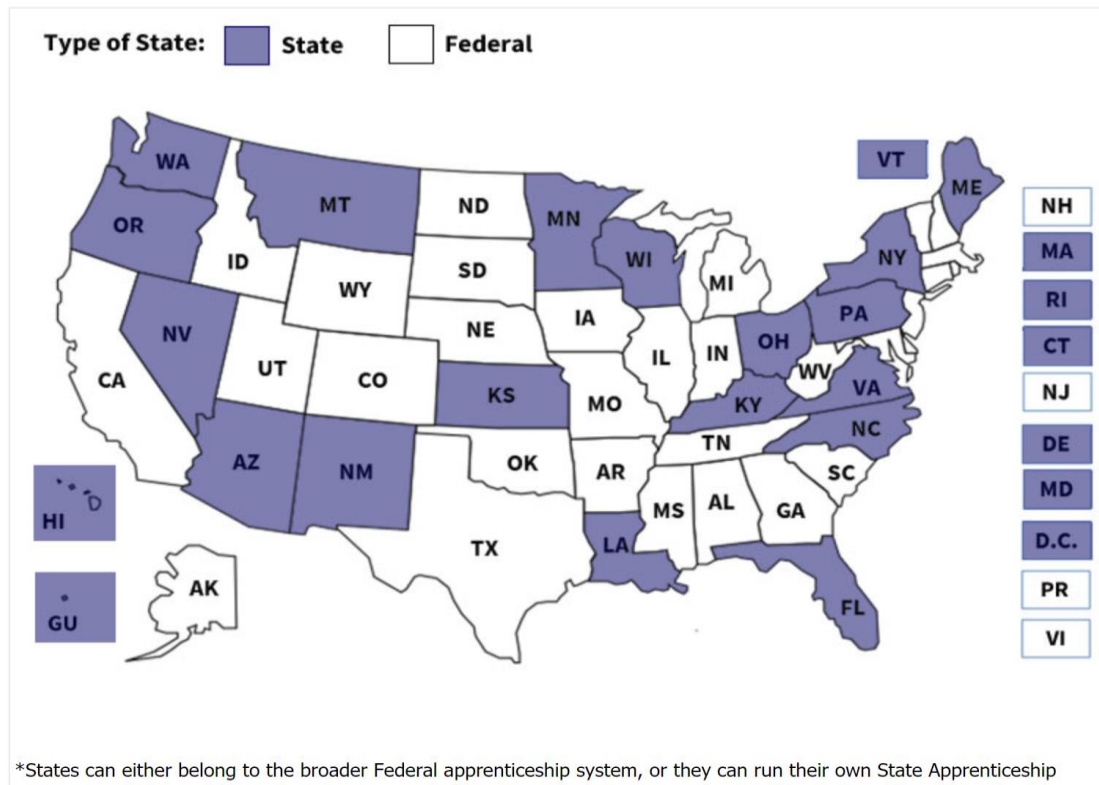 Type of State: State Federal
WA
MT
ND
MN
VT
ME
OR
ID
SD
WI
NY
NH
WY
MI
MA
NV
NE
IA
PA
RI
UT
CO
IL
IN
OH
CT
CA
KS
MO
WV
VA
NJ
KY
NC
DE
AZ
NM
OK
AR
TN
SC
MD
HI
MS
AL
GA
D.C.
TX
LA
AK
FL
PR
GU
VI
*States can either belong to the broader Federal apprenticeship system, or they can run their own State Apprenticeship